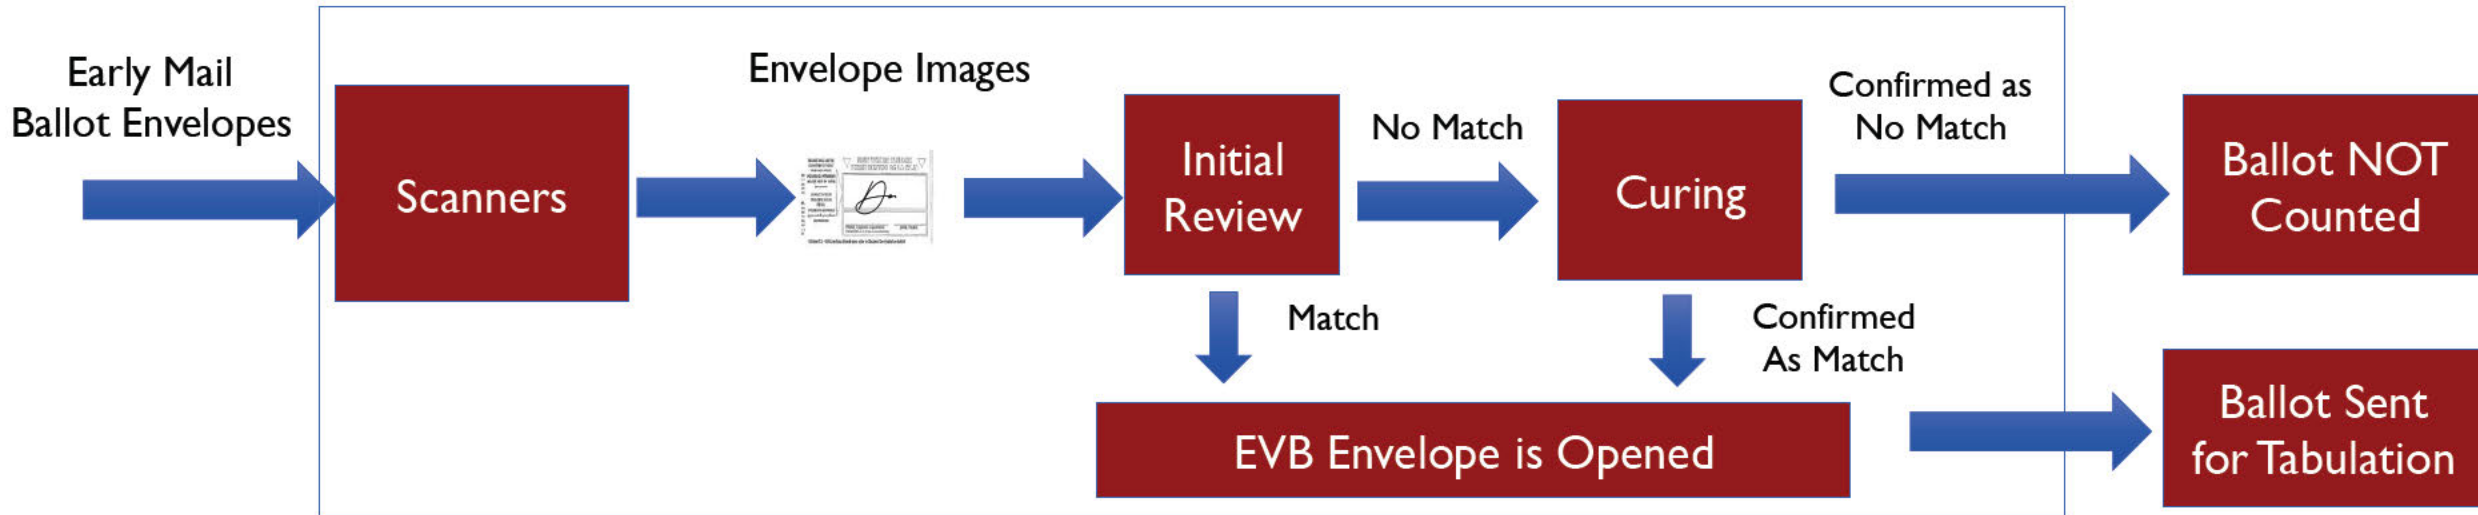 Early Mail
Ballot Envelopes
Scanners
Envelope Images
Initial
Review
No Match
Match
Curing
Confirmed as
No Match
Confirmed
As Match
EVB Envelope is Opened
Ballot NOT
Counted
Ballot Sent
for Tabulation